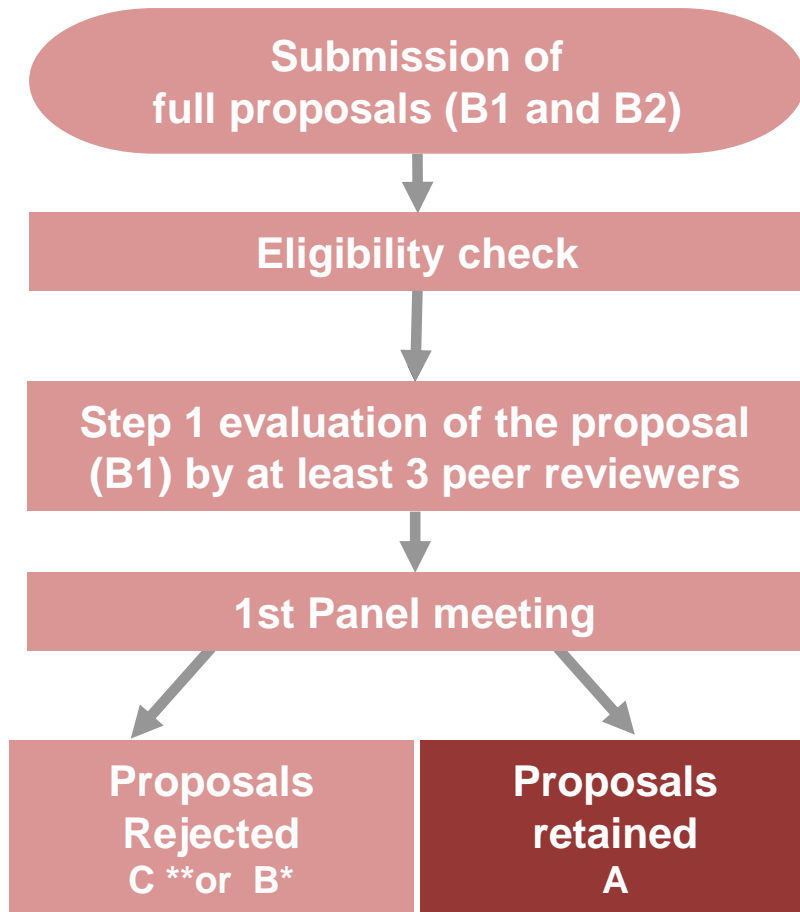 Submission of
full proposals (B1 and B2)
Eligibility check
Step 1 evaluation of the proposal
(B1) by at least 3 peer reviewers
1st Panel meeting
Proposals
Rejected
C **or B*
Proposals
retained
A